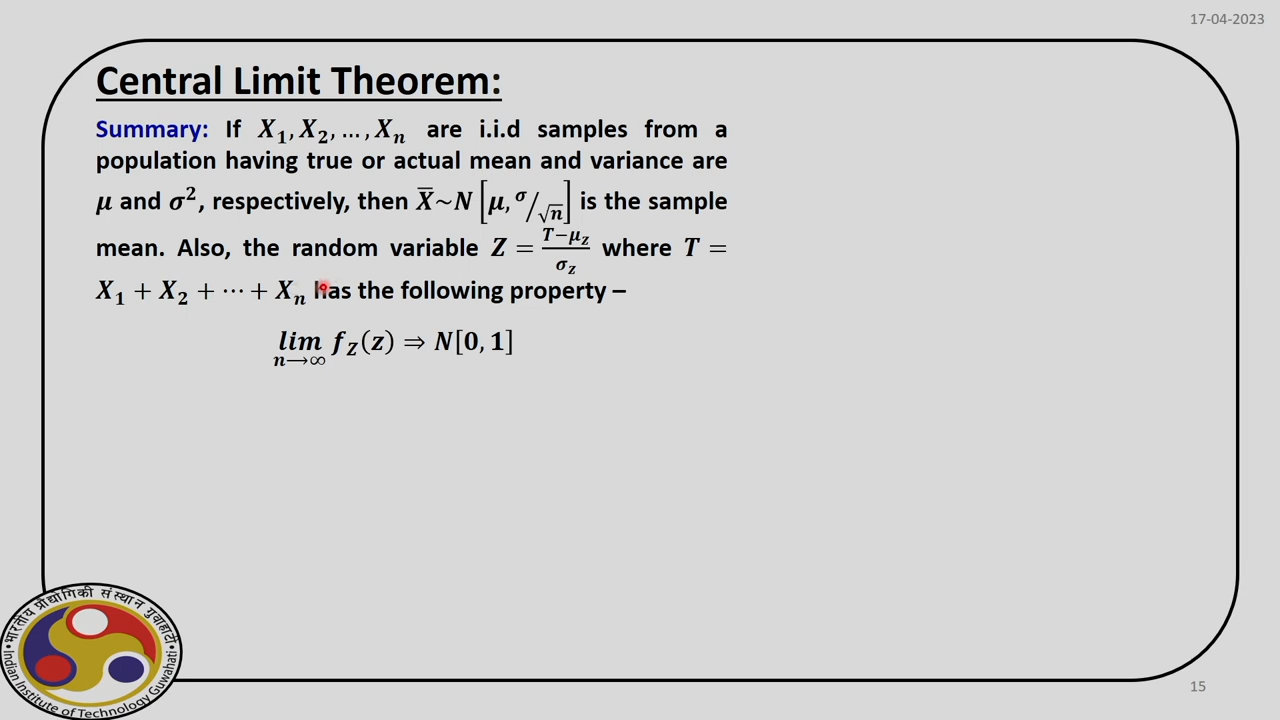 17-04-2023
Central Limit Theorem:
Summary: If X₁, X₂, …, Xₙ are i.i.d samples from a
population having true or actual mean and variance are
μ and σ², respectively, then X̅~N[μ, σ/√n] is the sample
mean. Also, the random variable Z = (T−μ_Z)/σ_Z where T =
X₁ + X₂ + ⋯ + Xₙ has the following property –
lim n⟶∞ f_Z(z) ⇒ N[0, 1]
भारतीय प्रौद्योगिकी संस्थान गुवाहाटी
Indian Institute of Technology Guwahati
15